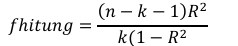 fhitung = (n − k − 1)R² / k(1 − R²